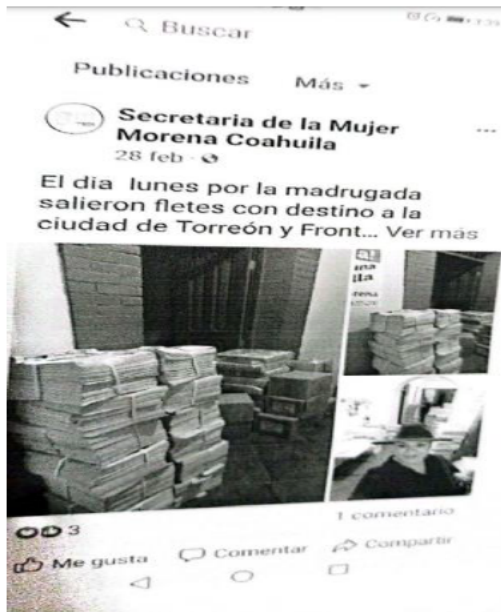 Buscar
Publicaciones Más
Secretaria de la Mujer
Morena Coahuila
28 feb
El dia lunes por la madrugada
salieron fletes con destino a la
ciudad de Torreón y Front... Ver más
3
1 comentario
Me gusta Comentar Compartir